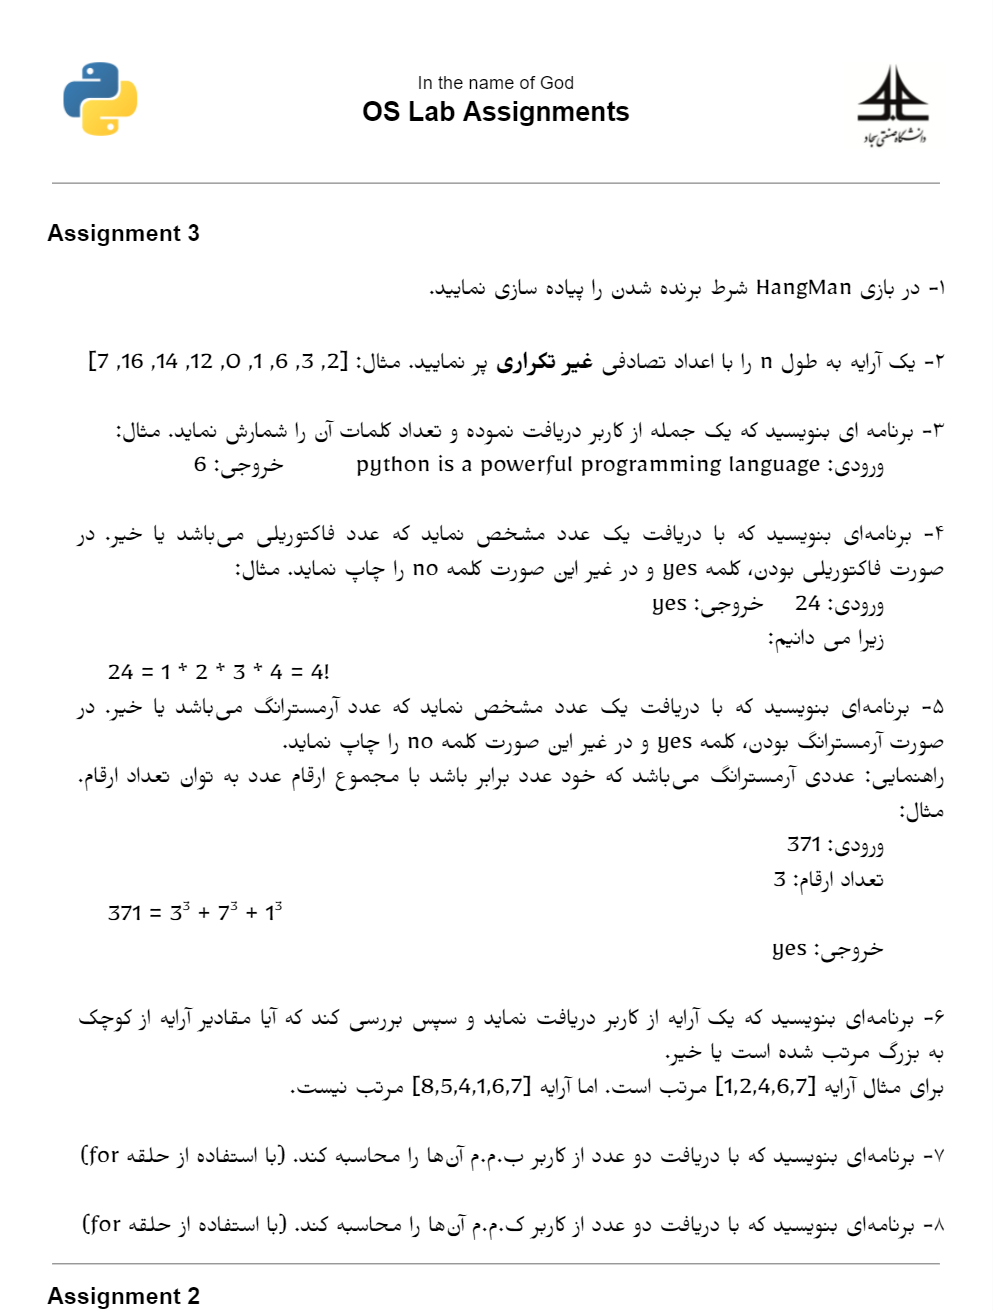 In the name of God
OS Lab Assignments
دانشگاه صنعتی سجاد
Assignment 3
۱- در بازی HangMan شرط برنده شدن را پیاده سازی نمایید.
۲- یک آرایه به طول n را با اعداد تصادفی غیر تکراری پر نمایید. مثال: [7 ,16 ,14 ,12 ,0 ,1 ,6 ,3 ,2]
۳- برنامه ای بنویسید که یک جمله از کاربر دریافت نموده و تعداد کلمات آن را شمارش نماید. مثال:
ورودی: python is a powerful programming language خروجی: 6
۴- برنامه‌ای بنویسید که با دریافت یک عدد مشخص نماید که عدد فاکتوریلی می‌باشد یا خیر. در
صورت فاکتوریلی بودن، کلمه yes و در غیر این صورت کلمه no را چاپ نماید. مثال:
ورودی: 24 خروجی: yes
زیرا می دانیم:
24 = 1 * 2 * 3 * 4 = 4!
۵- برنامه‌ای بنویسید که با دریافت یک عدد مشخص نماید که عدد آرمسترانگ می‌باشد یا خیر. در
صورت آرمسترانگ بودن، کلمه yes و در غیر این صورت کلمه no را چاپ نماید.
راهنمایی: عددی آرمسترانگ می‌باشد که خود عدد برابر باشد با مجموع ارقام عدد به توان تعداد ارقام.
مثال:
ورودی: 371
تعداد ارقام: 3
371 = 3³ + 7³ + 1³
خروجی: yes
۶- برنامه‌ای بنویسید که یک آرایه از کاربر دریافت نماید و سپس بررسی کند که آیا مقادیر آرایه از کوچک
به بزرگ مرتب شده است یا خیر.
برای مثال آرایه [1,2,4,6,7] مرتب است. اما آرایه [8,5,4,1,6,7] مرتب نیست.
۷- برنامه‌ای بنویسید که با دریافت دو عدد از کاربر ب.م.م آن‌ها را محاسبه کند. (با استفاده از حلقه for)
۸- برنامه‌ای بنویسید که با دریافت دو عدد از کاربر ک.م.م آن‌ها را محاسبه کند. (با استفاده از حلقه for)
Assignment 2